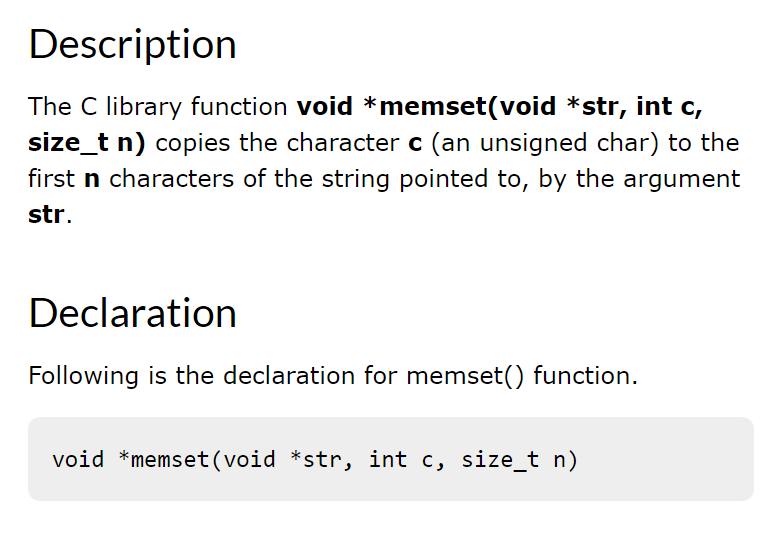 Description
The C library function void *memset(void *str, int c,
size_t n) copies the character c (an unsigned char) to the
first n characters of the string pointed to, by the argument
str.
Declaration
Following is the declaration for memset() function.
void *memset(void *str, int c, size_t n)